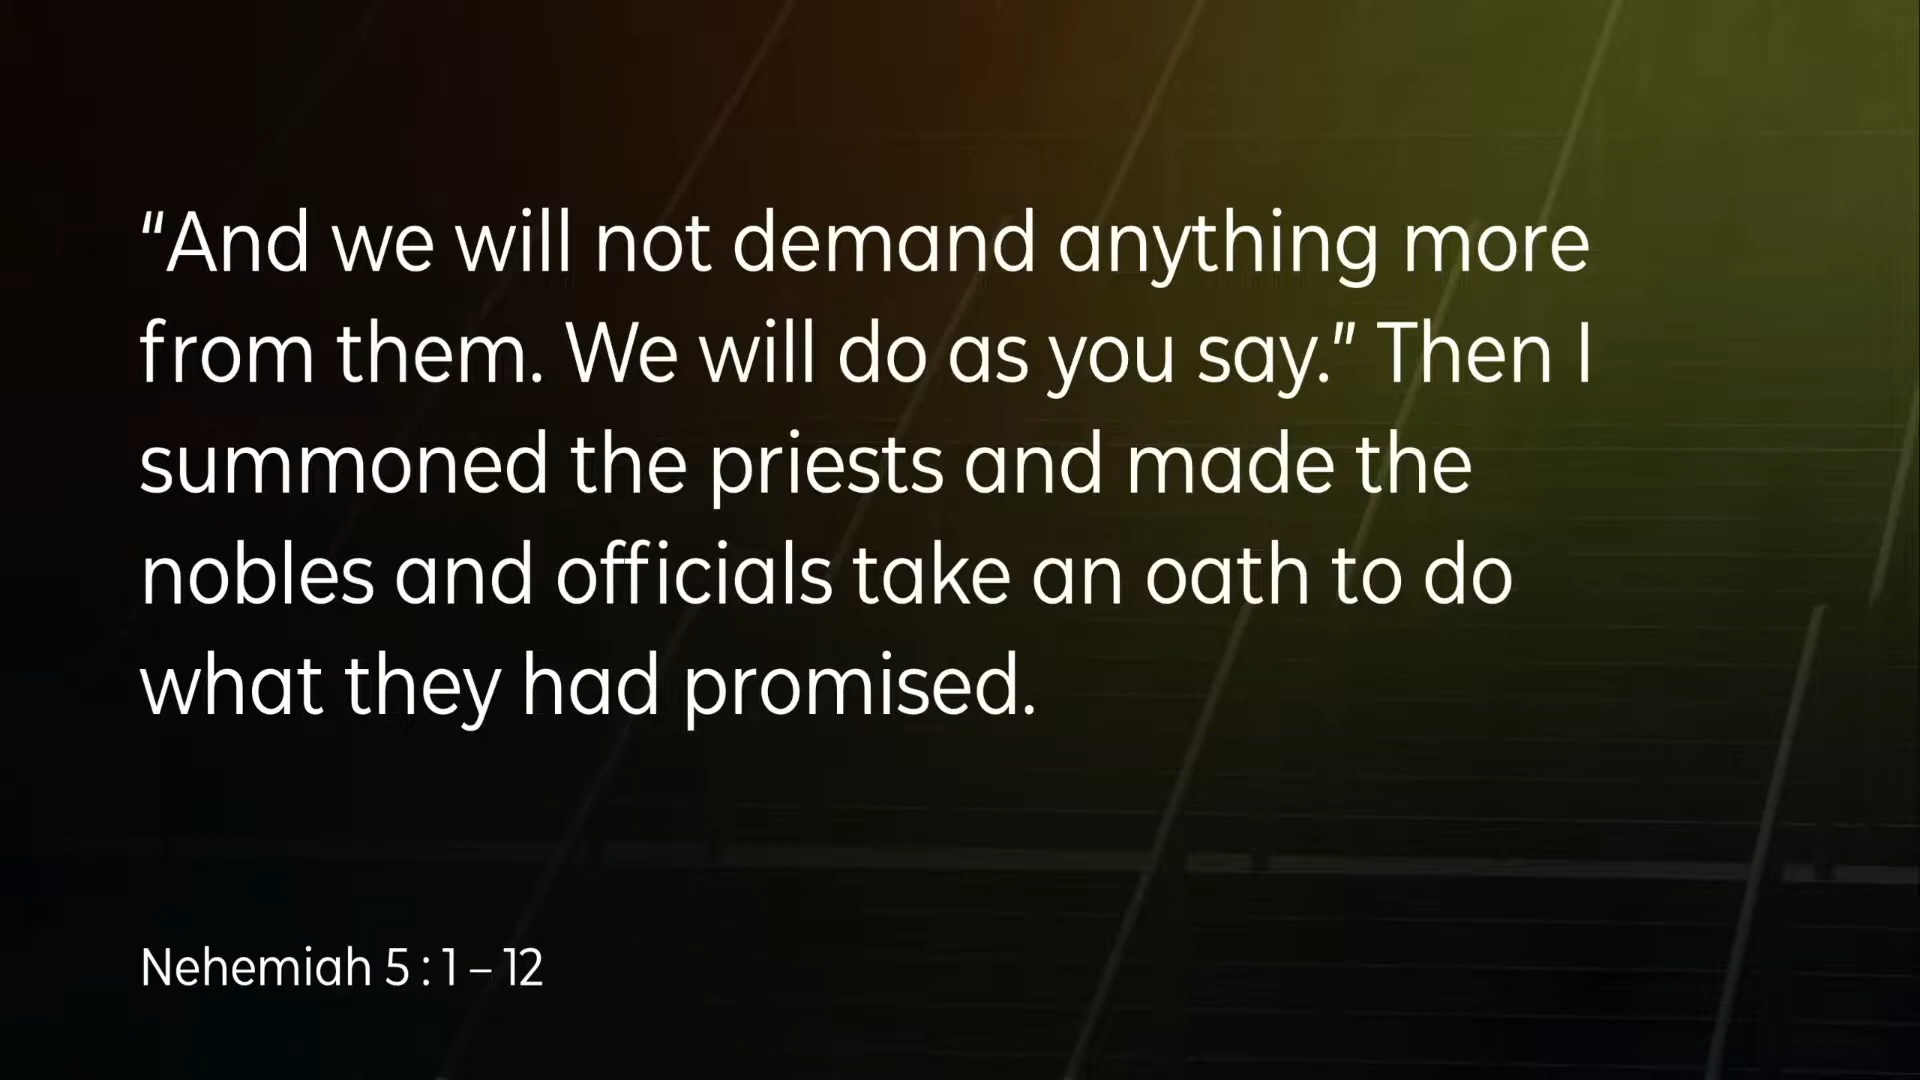 “And we will not demand anything more
from them. We will do as you say.” Then I
summoned the priests and made the
nobles and officials take an oath to do
what they had promised.
Nehemiah 5 : 1 – 12